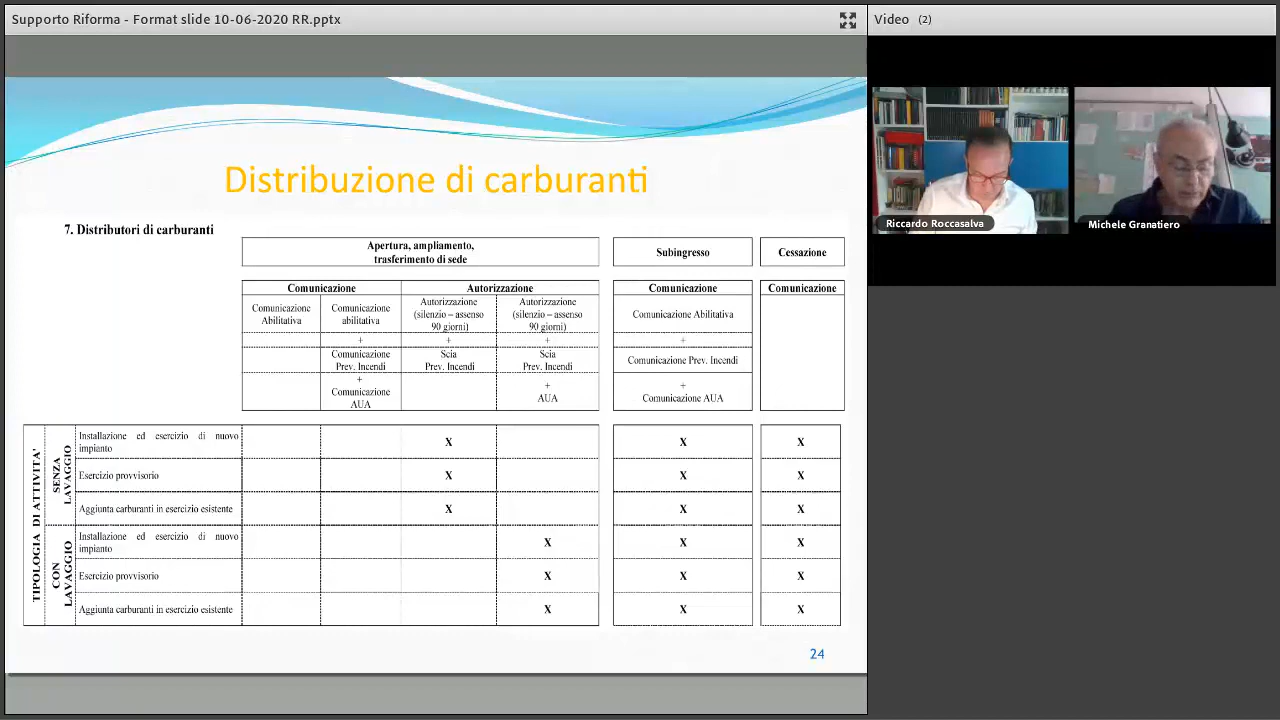 Supporto Riforma - Format slide 10-06-2020 RR.pptx
Video (2)
Riccardo Roccasalva
Michele Granatiero
Distribuzione di carburanti
7. Distributori di carburanti
Apertura, ampliamento,
trasferimento di sede
Subingresso
Cessazione
Comunicazione
Autorizzazione
Comunicazione
Comunicazione
Comunicazione
Abilitativa
Comunicazione
abilitativa
Autorizzazione
(silenzio – assenso
90 giorni)
Autorizzazione
(silenzio – assenso
90 giorni)
Comunicazione Abilitativa
+
+
+
+
Comunicazione
Prev. Incendi
Scia
Prev. Incendi
Scia
Prev. Incendi
Comunicazione Prev. Incendi
+
Comunicazione
AUA
+
AUA
+
Comunicazione AUA
TIPOLOGIA DI ATTIVITA'
SENZA
LAVAGGIO
Installazione ed esercizio di nuovo
impianto
X
X
X
Esercizio provvisorio
X
X
X
Aggiunta carburanti in esercizio esistente
X
X
X
CON
LAVAGGIO
Installazione ed esercizio di nuovo
impianto
X
X
X
Esercizio provvisorio
X
X
X
Aggiunta carburanti in esercizio esistente
X
X
X
24